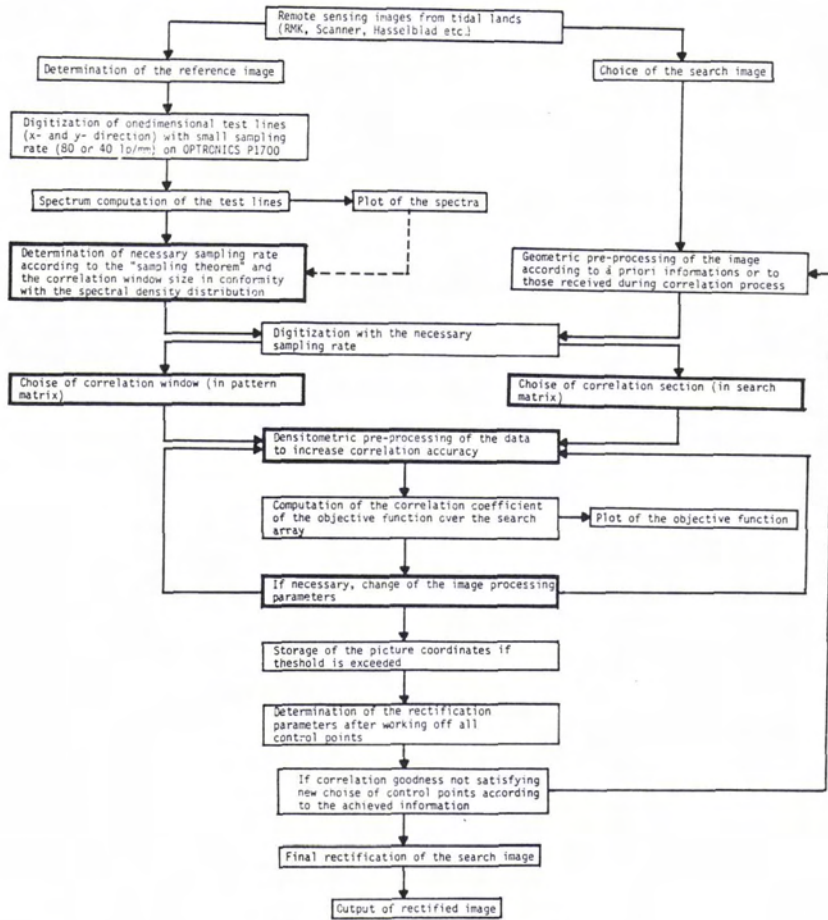 Remote sensing images from tidal lands
(RMK, Scanner, Hasselblad etc.)
Determination of the reference image
Choice of the search image
Digitization of onedimensional test lines
(x- and y- direction) with small sampling
rate (80 or 40 lp/mm) on OPTRONICS P1700
Spectrum computation of the test lines
Plot of the spectra
Determination of necessary sampling rate
according to the "sampling theorem" and
the correlation window size in conformity
with the spectral density distribution
Geometric pre-processing of the image
according to à priori informations or to
those received during correlation process
Digitization with the necessary
sampling rate
Choise of correlation window (in pattern
matrix)
Choise of correlation section (in search
matrix)
Densitometric pre-processing of the data
to increase correlation accuracy
Computation of the correlation coefficient
of the objective function over the search
array
Plot of the objective function
If necessary, change of the image processing
parameters
Storage of the picture coordinates if
theshold is exceeded
Determination of the rectification
parameters after working off all
control points
If correlation goodness not satisfying
new choise of control points according
to the achieved information
Final rectification of the search image
Cutput of rectified image